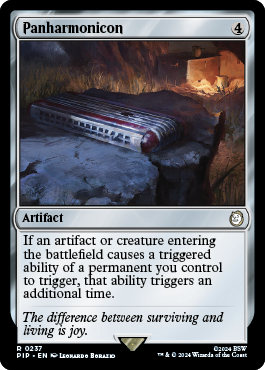 Panharmonicon 4
Artifact
If an artifact or creature entering
the battlefield causes a triggered
ability of a permanent you control
to trigger, that ability triggers an
additional time.
The difference between surviving and
living is joy.
R 0237
PIP • EN Leonardo Borazio
©2024 BSW
™ & © 2024 Wizards of the Coast